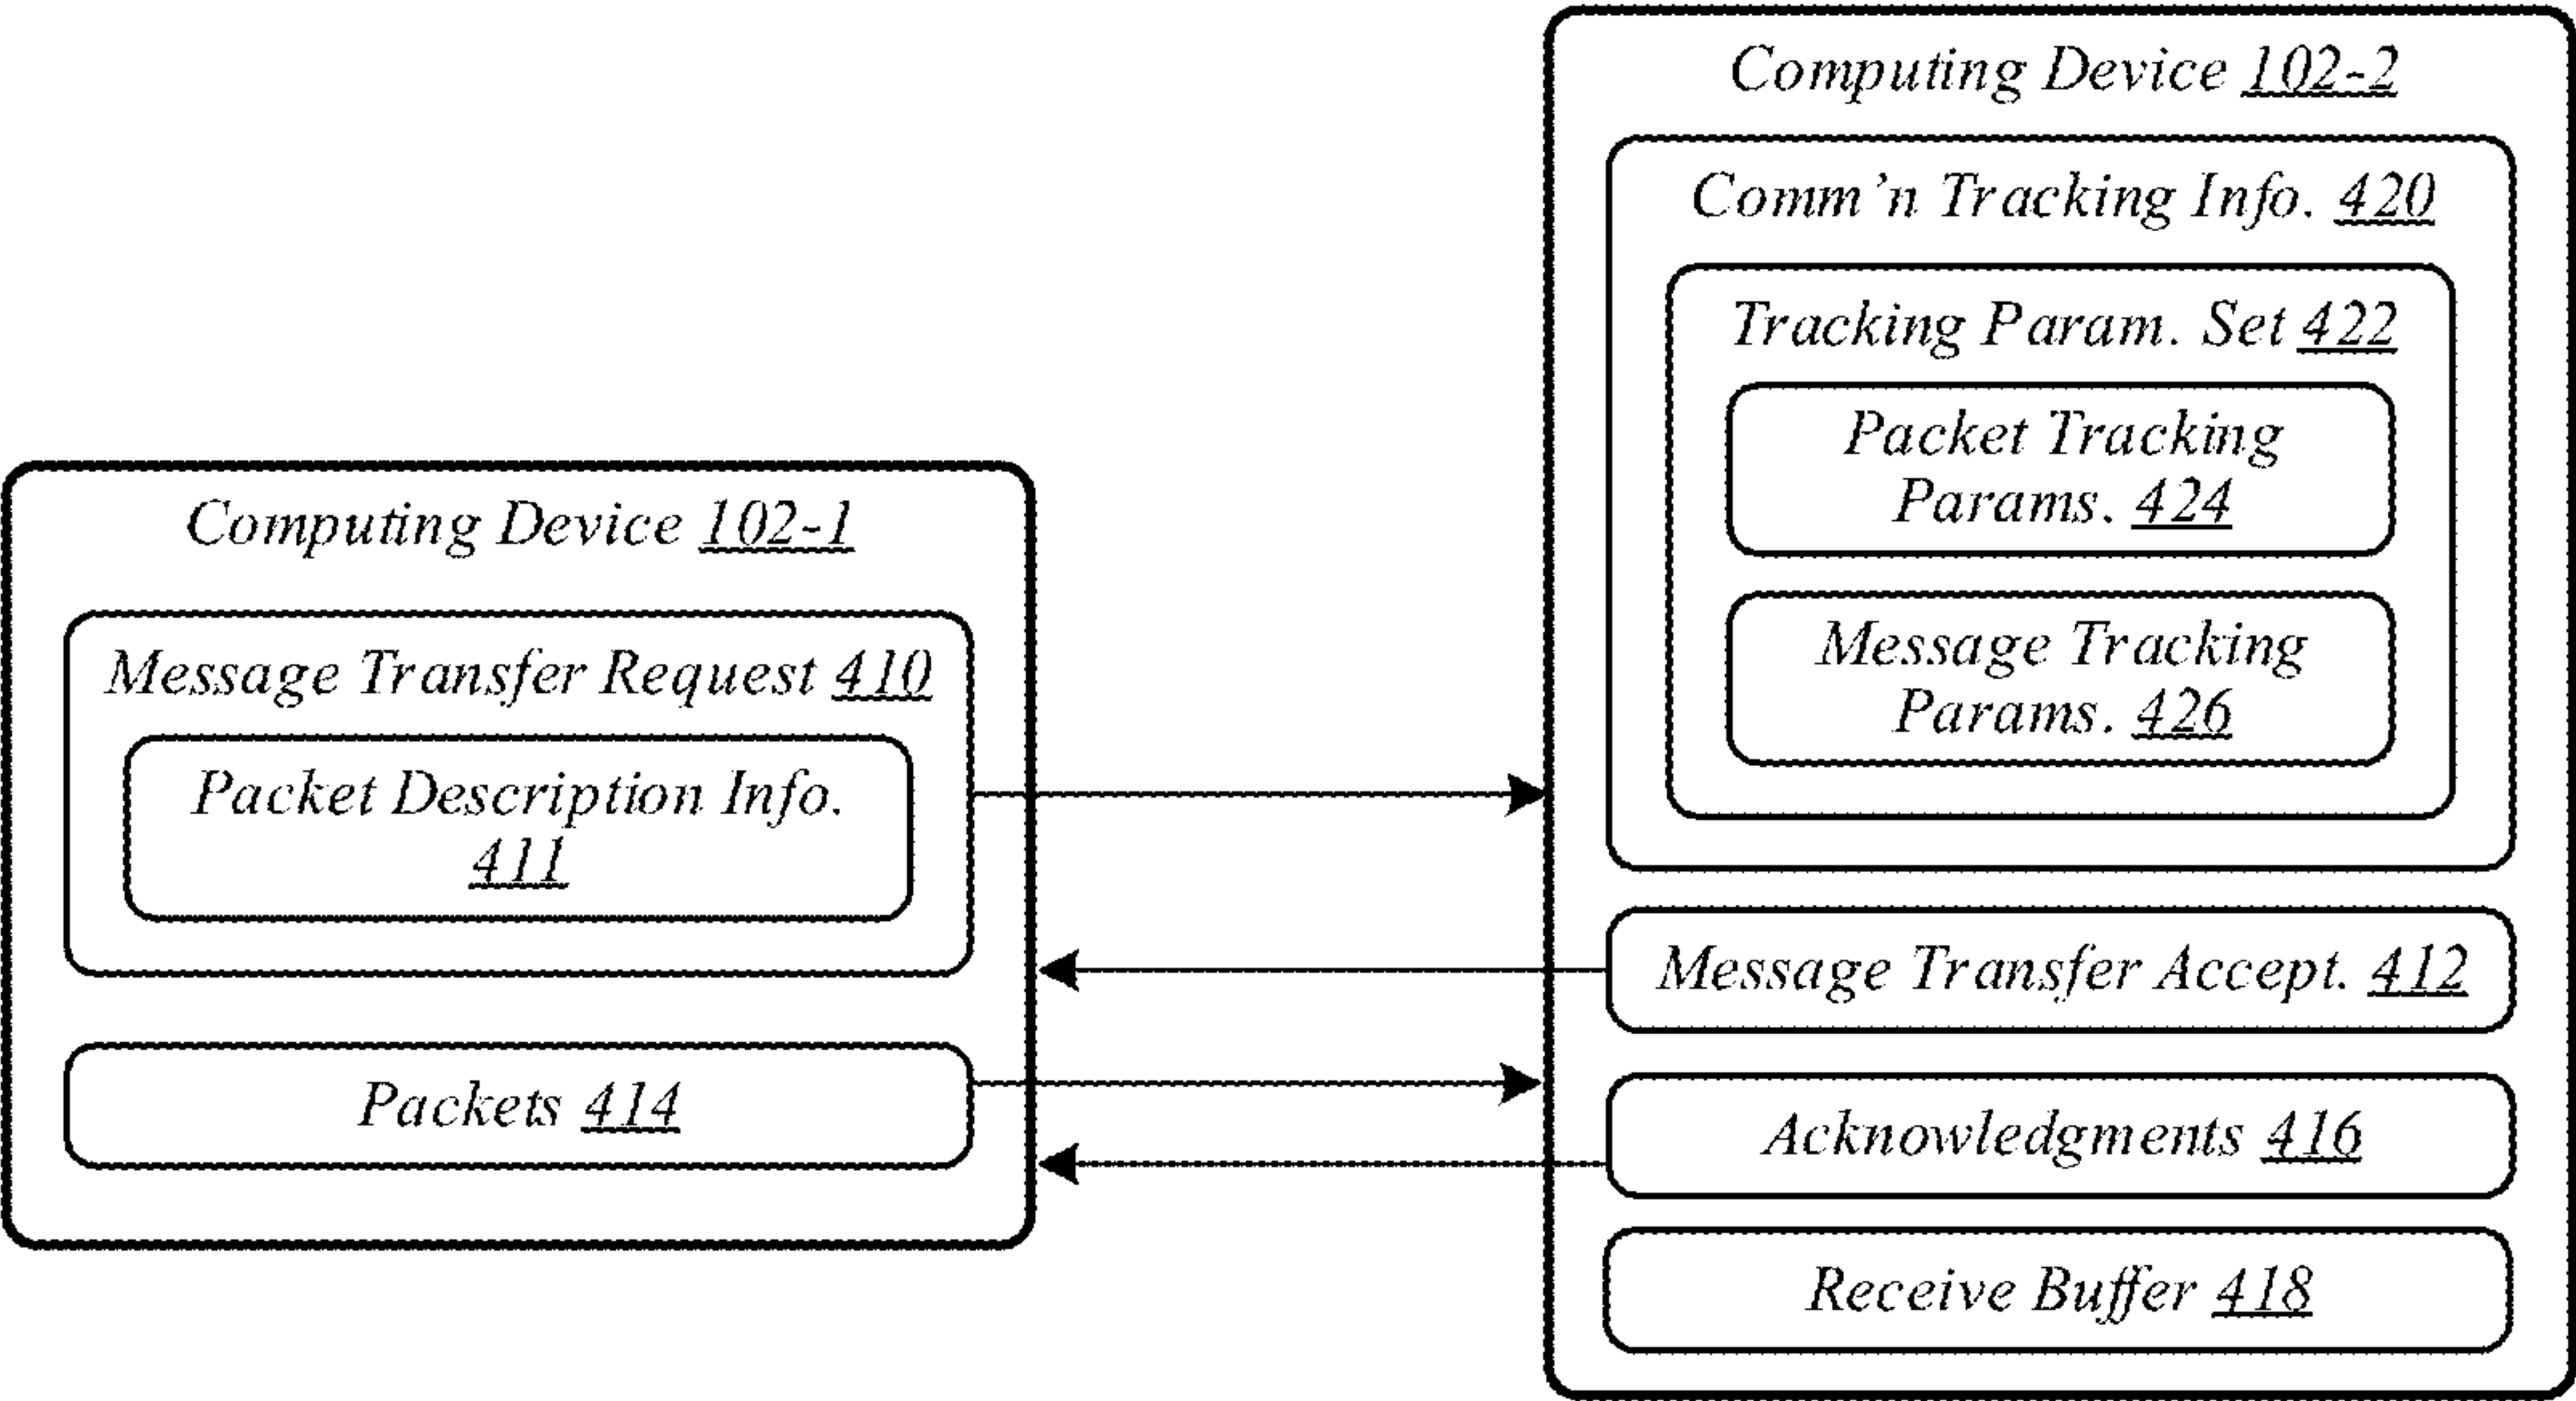 Computing Device 102-1
Message Transfer Request 410
Packet Description Info.
411
Packets 414
Computing Device 102-2
Comm'n Tracking Info. 420
Tracking Param. Set 422
Packet Tracking
Params. 424
Message Tracking
Params. 426
Message Transfer Accept. 412
Acknowledgments 416
Receive Buffer 418